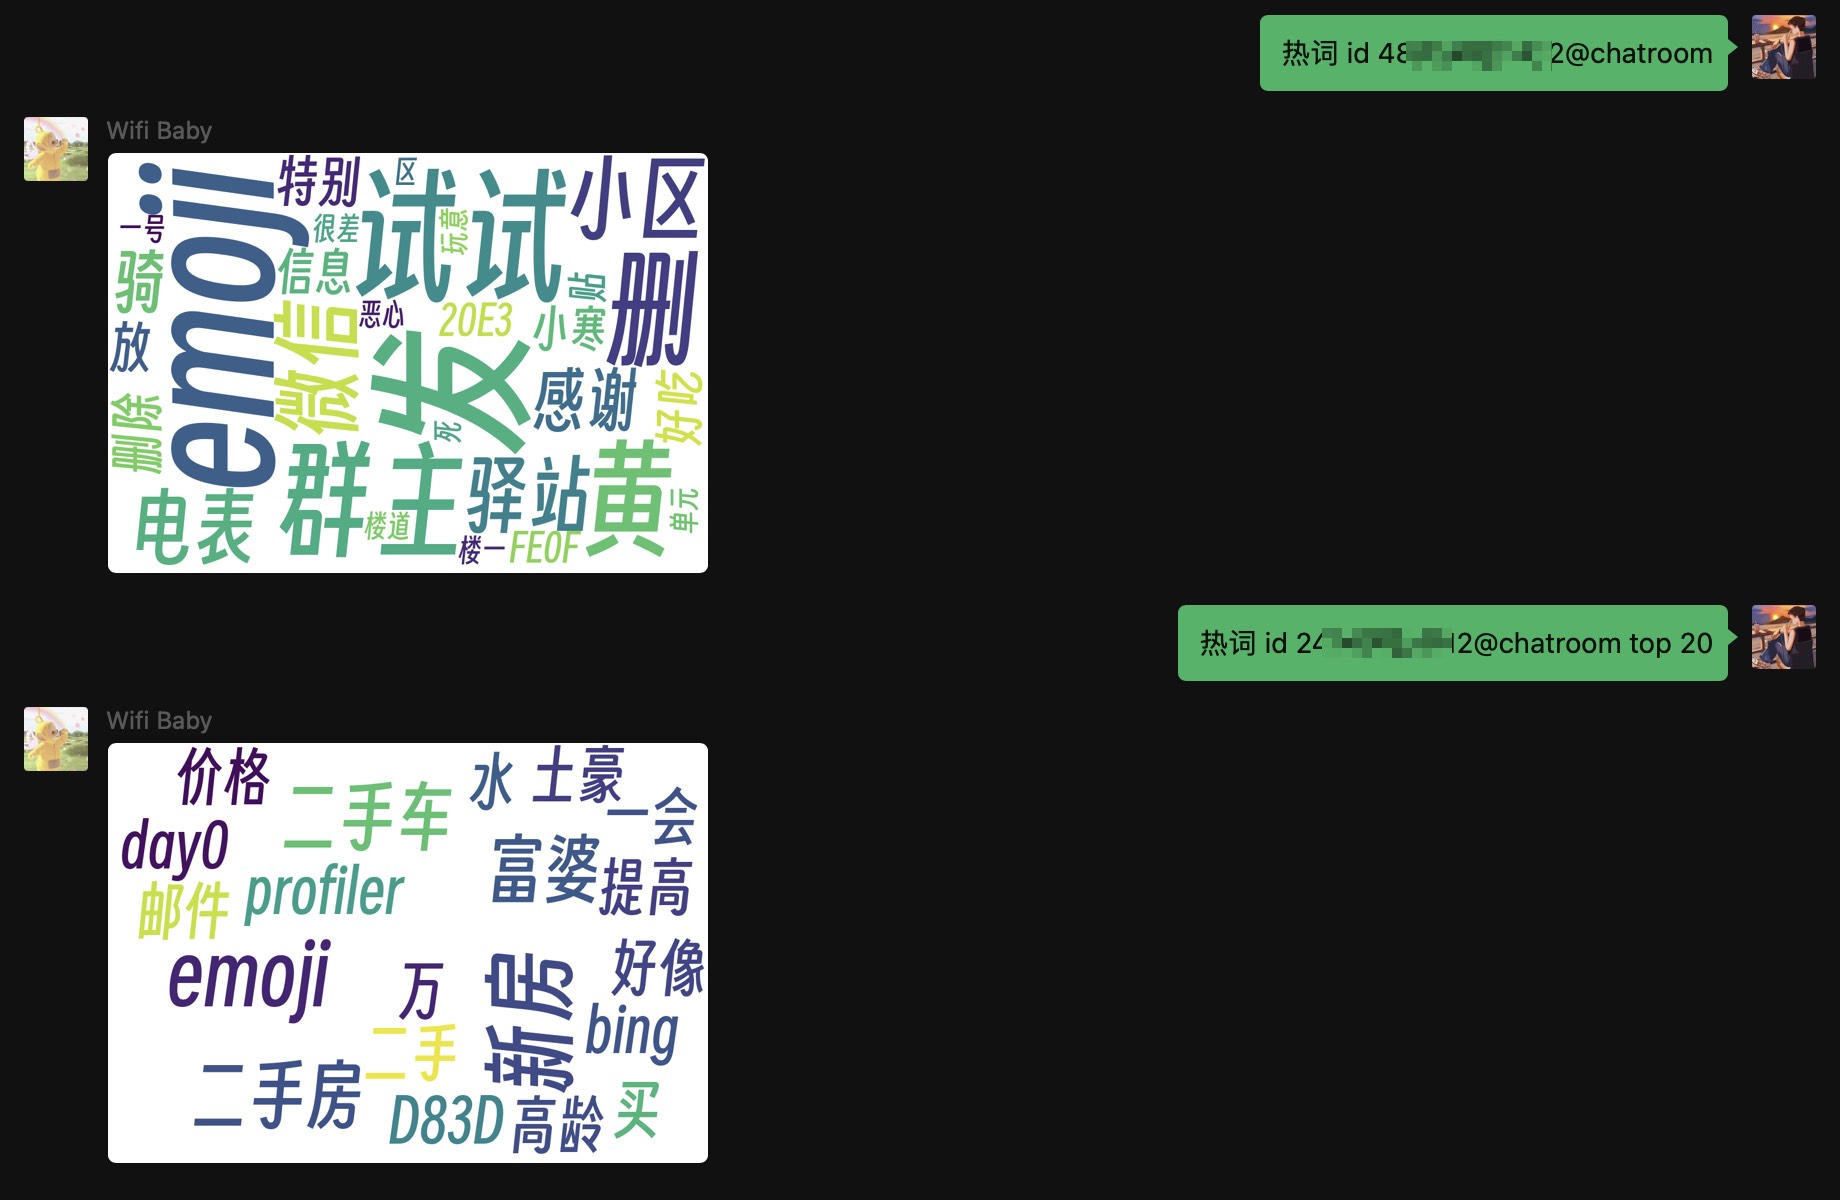 热词 id 48 2@chatroom
Wifi Baby
emoji
特别
区
试试
小区
一号
很差
玩意
骑
信息
删
站
恶心
20E3
小寒
放
微信
发
感谢
好吃
删除
死
群主
驿站
黄
电表
楼道
单元
楼一
FE0F
热词 id 24 12@chatroom top 20
Wifi Baby
价格
二手车
水
土豪
一会
day0
富婆
提高
邮件
profiler
emoji
万
新房
好像
二手
bing
二手房
D83D
高龄
买